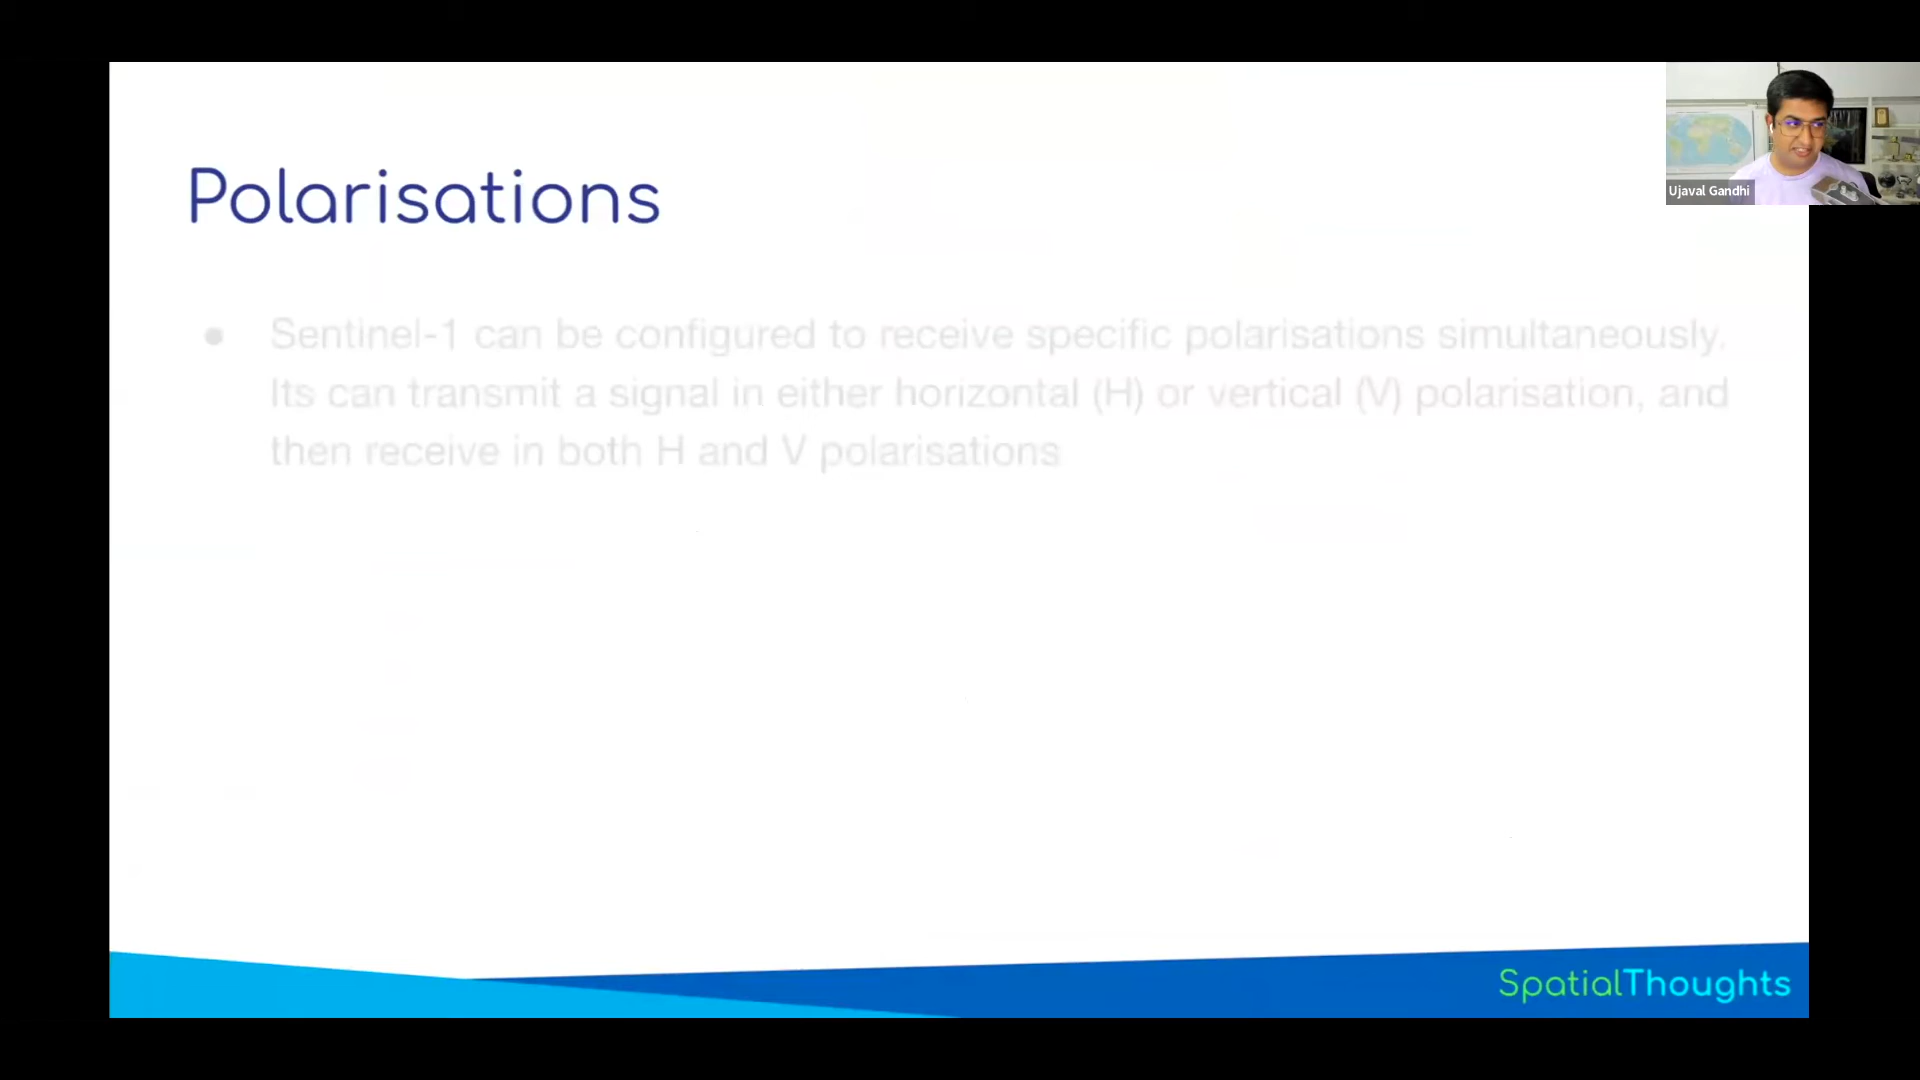 Polarisations
Ujaval Gandhi
● Sentinel-1 can be configured to receive specific polarisations simultaneously.
Its can transmit a signal in either horizontal (H) or vertical (V) polarisation, and
then receive in both H and V polarisations
SpatialThoughts